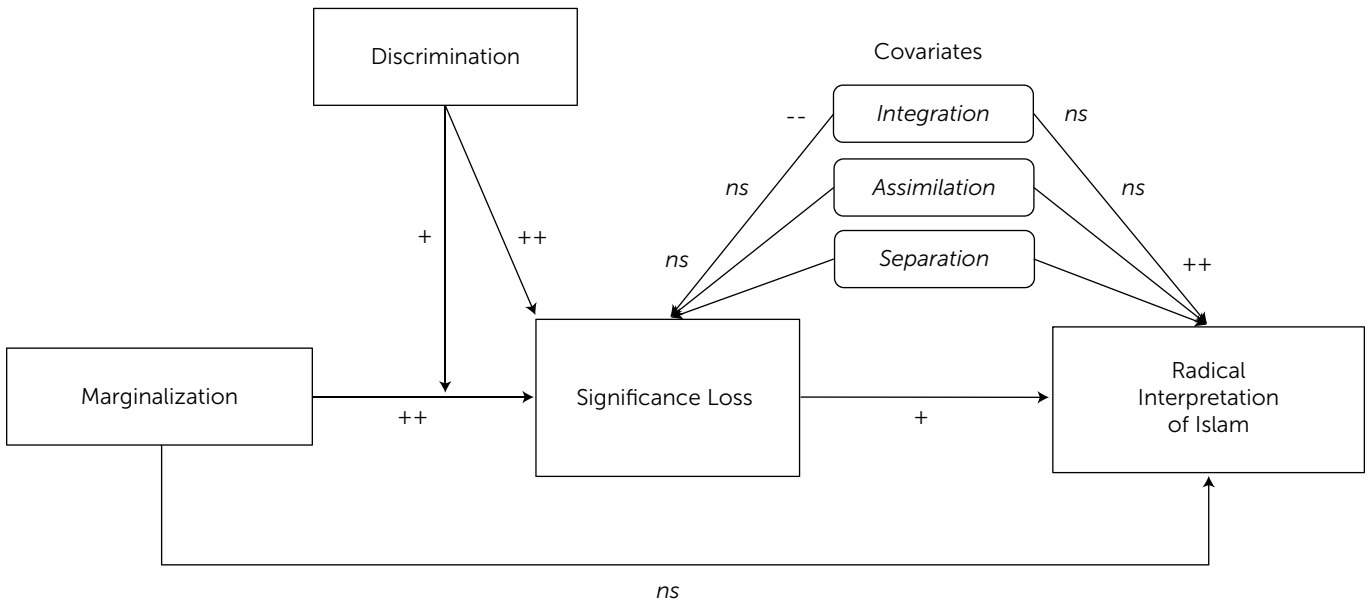 Discrimination
Covariates
--
Integration
ns
ns
Assimilation
ns
+
++
ns
Separation
++
Marginalization
++
Significance Loss
+
Radical
Interpretation
of Islam
ns